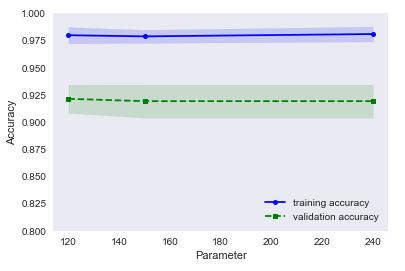 1.000
0.975
0.950
0.925
0.900
0.875
0.850
0.825
0.800
Accuracy
training accuracy
validation accuracy
120 140 160 180 200 220 240
Parameter